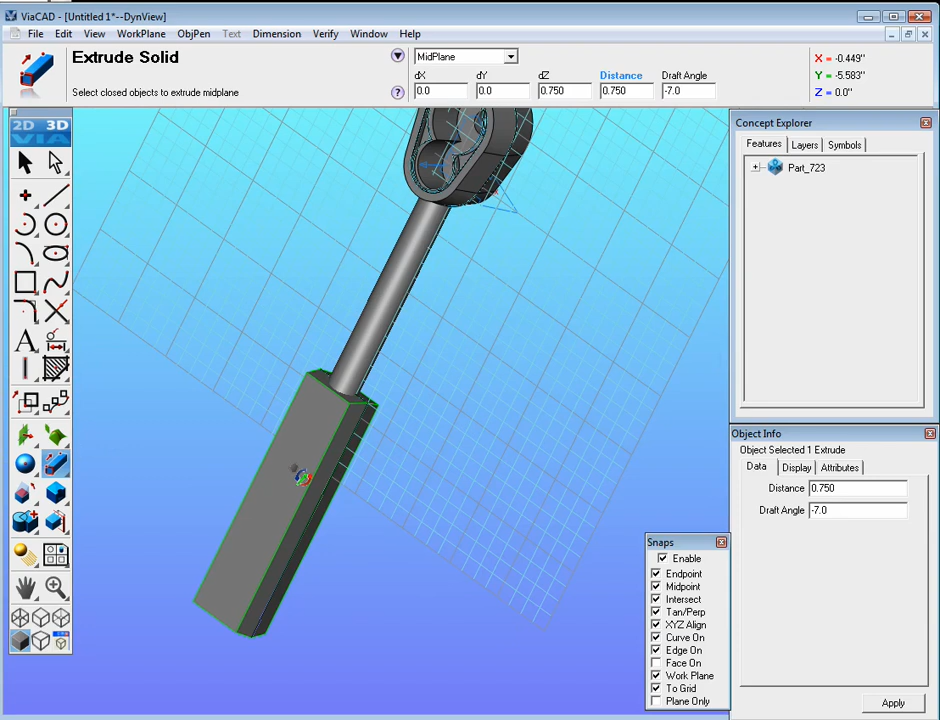 ViaCAD - [Untitled 1*--DynView]
File Edit View WorkPlane ObjPen Text Dimension Verify Window Help
Extrude Solid
Select closed objects to extrude midplane
?
MidPlane
dX dY dZ Distance Draft Angle
0.0 0.0 0.750 0.750 -7.0
X = -0.449"
Y = -5.583"
Z = 0.0"
2D 3D
VIA
A
Concept Explorer
Features Layers Symbols
Part_723
Object Info
Object Selected 1 Extrude
Data Display Attributes
Distance 0.750
Draft Angle -7.0
Apply
Snaps
Enable
Endpoint
Midpoint
Intersect
Tan/Perp
XYZ Align
Curve On
Edge On
Face On
Work Plane
To Grid
Plane Only